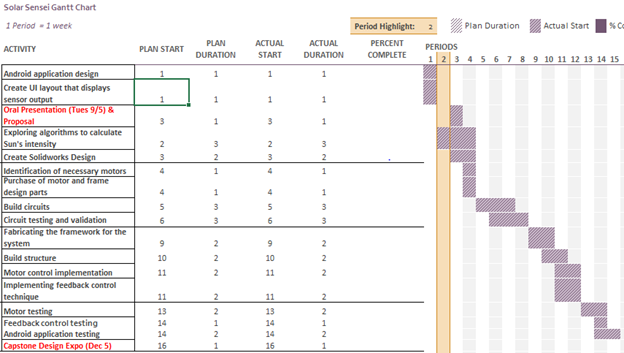 Solar Sensei Gantt Chart
1 Period = 1 week
Period Highlight: 2 Plan Duration Actual Start % Co
ACTIVITY PLAN START PLAN DURATION ACTUAL START ACTUAL DURATION PERCENT COMPLETE PERIODS
1 2 3 4 5 6 7 8 9 10 11 12 13 14 15
Android application design 1 1 1 1
Create UI layout that displays
sensor output 1 1 1 1
Oral Presentation (Tues 9/5) &
Proposal 3 1 3 1
Exploring algorithms to calculate
Sun's intensity 2 3 2 3
Create Solidworks Design 3 2 3 2
Identification of necessary motors 4 1 4 1
Purchase of motor and frame
design parts 4 1 4 1
Build circuits 5 3 5 3
Circuit testing and validation 6 3 6 3
Fabricating the framework for the
system 9 2 9 2
Build structure 10 2 10 2
Motor control implementation 11 2 11 2
Implementing feedback control
technique 11 2 11 2
Motor testing 13 2 13 2
Feedback control testing 14 1 14 1
Android application testing 14 2 14 2
Capstone Design Expo (Dec 5) 16 1 16 1